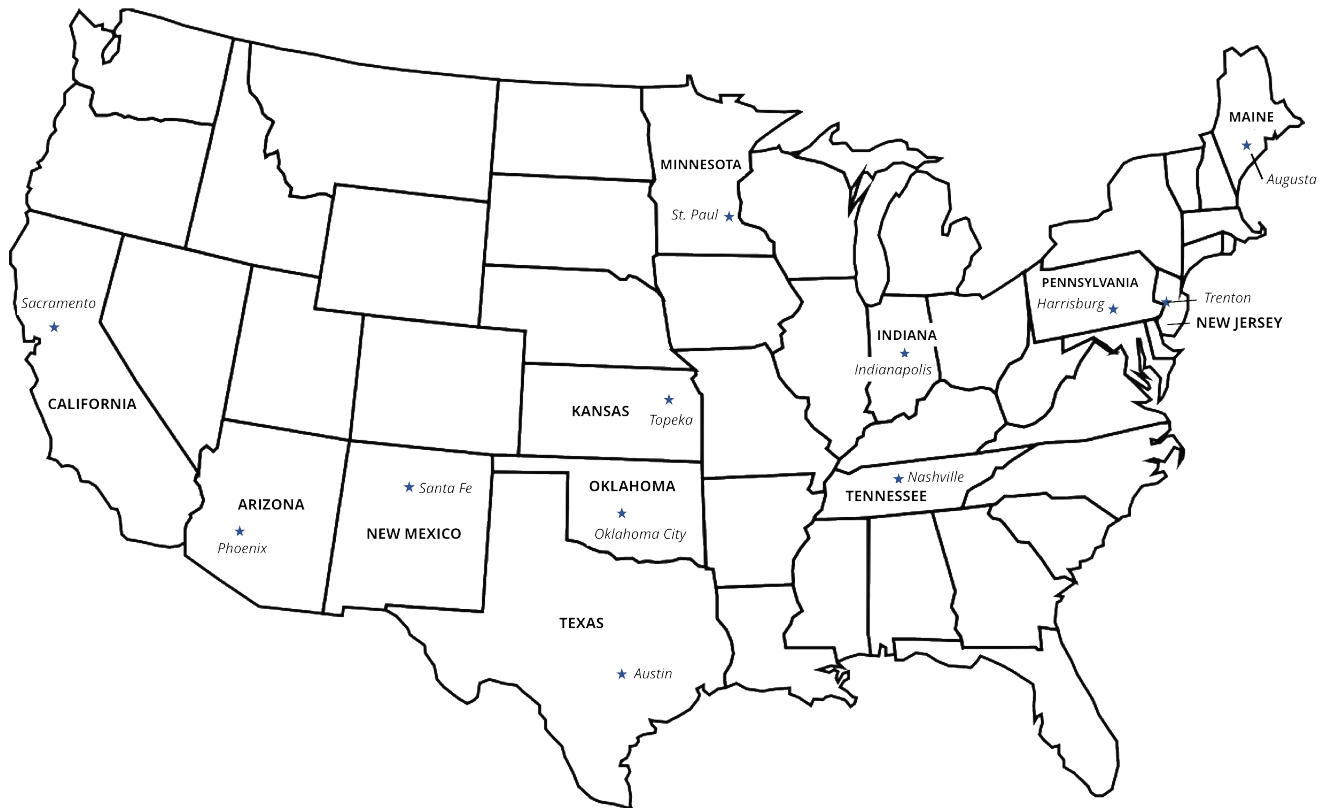 MAINE
Augusta
MINNESOTA
St. Paul
PENNSYLVANIA
Harrisburg
Trenton
NEW JERSEY
Sacramento
CALIFORNIA
INDIANA
Indianapolis
KANSAS
Topeka
Nashville
TENNESSEE
Santa Fe
OKLAHOMA
Oklahoma City
ARIZONA
Phoenix
NEW MEXICO
TEXAS
Austin